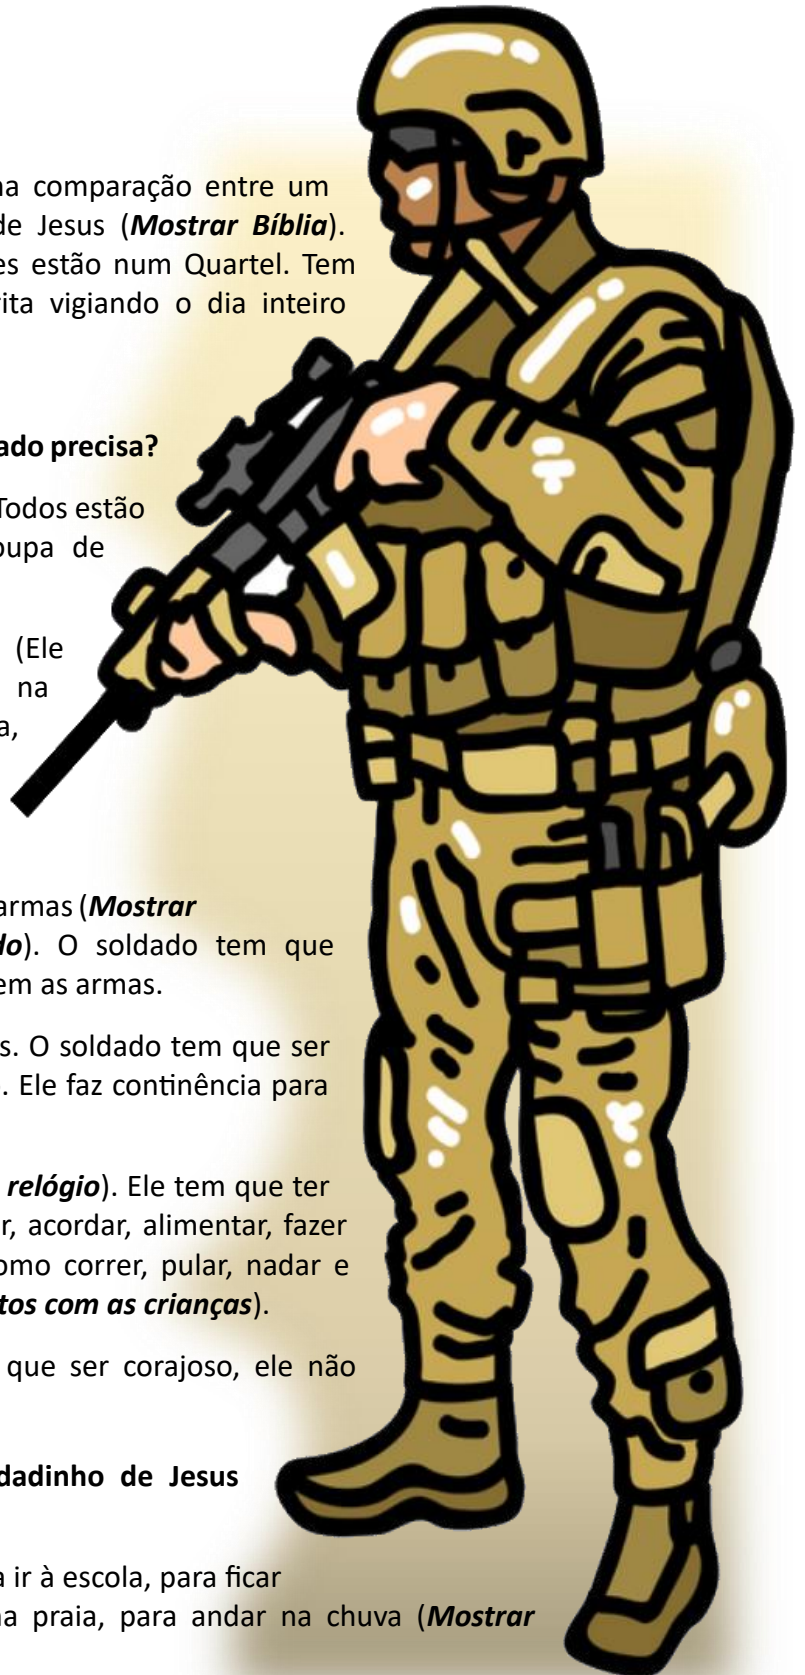 na comparação entre um
de Jesus (Mostrar Bíblia).
es estão num Quartel. Tem
rita vigiando o dia inteiro
ado precisa?
Todos estão
oupa de
(Ele
na
a,
armas (Mostrar
do). O soldado tem que
em as armas.
s. O soldado tem que ser
. Ele faz continência para
relógio). Ele tem que ter
r, acordar, alimentar, fazer
omo correr, pular, nadar e
tos com as crianças).
que ser corajoso, ele não
dadinho de Jesus
a ir à escola, para ficar
na praia, para andar na chuva (Mostrar